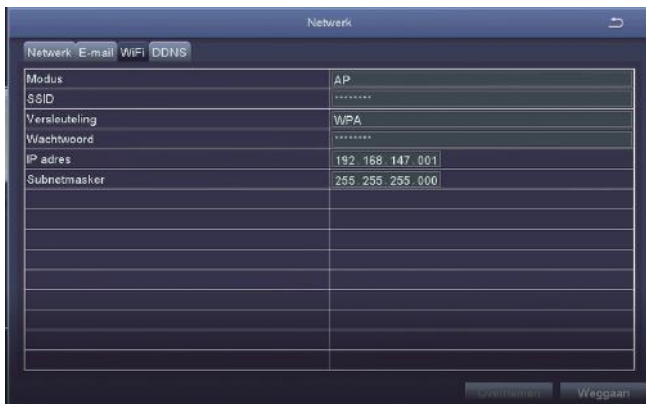 Netwerk
Netwerk E-mail WiFi DDNS
Modus AP
SSID ********
Versleuteling WPA
Wachtwoord ********
IP adres 192.168.147.001
Subnetmasker 255.255.255.000
Overnemen Weggaan